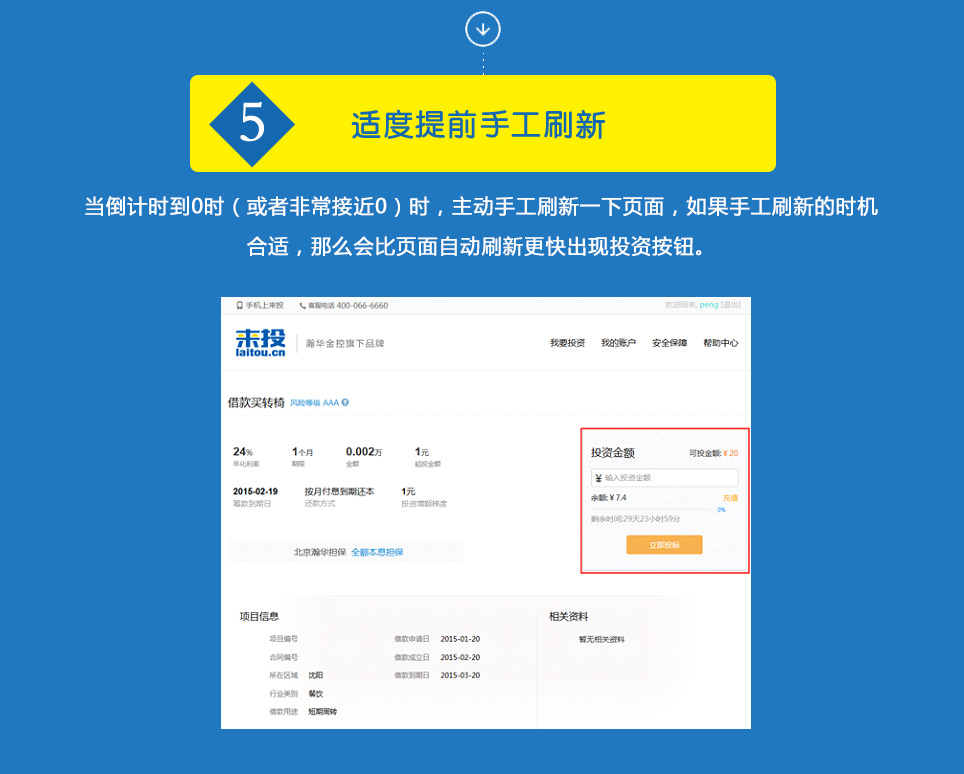 5 适度提前手工刷新
当倒计时到0时（或者非常接近0）时，主动手工刷新一下页面，如果手工刷新的时机
合适，那么会比页面自动刷新更快出现投资按钮。
手机上来投 客服电话 400-066-6660 欢迎回来, peng [退出]
来投 laitou.cn 瀚华金控旗下品牌 我要投资 我的账户 安全保障 帮助中心
借款买转椅 风险等级 AAA
24% 1个月 0.002万 1元
年化利率 期限 金额 起投金额
2015-02-19 按月付息到期还本 1元
筹款到期日 还款方式 投资增额梯度
北京瀚华担保 全额本息担保
投资金额 可投金额:¥20
¥ 输入投资金额
余额:¥7.4 充值
0%
剩余时间:29天23小时59分
立即投标
项目信息 相关资料
项目编号 借款申请日 2015-01-20 暂无相关资料
合同编号 借款成立日 2015-02-20
所在区域 沈阳 借款到期日 2015-03-20
行业类别 餐饮
借款用途 短期周转